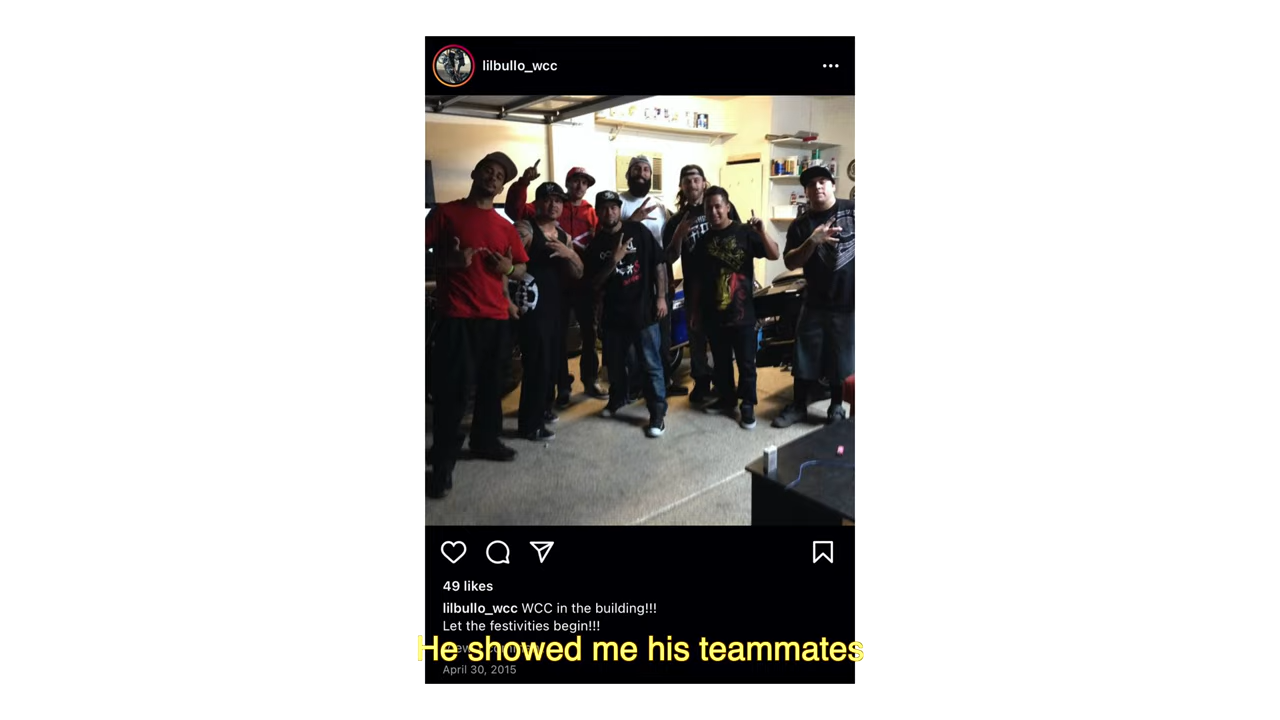 lilbullo_wcc
49 likes
lilbullo_wcc WCC in the building!!!
Let the festivities begin!!!
He showed me his teammates
April 30, 2015